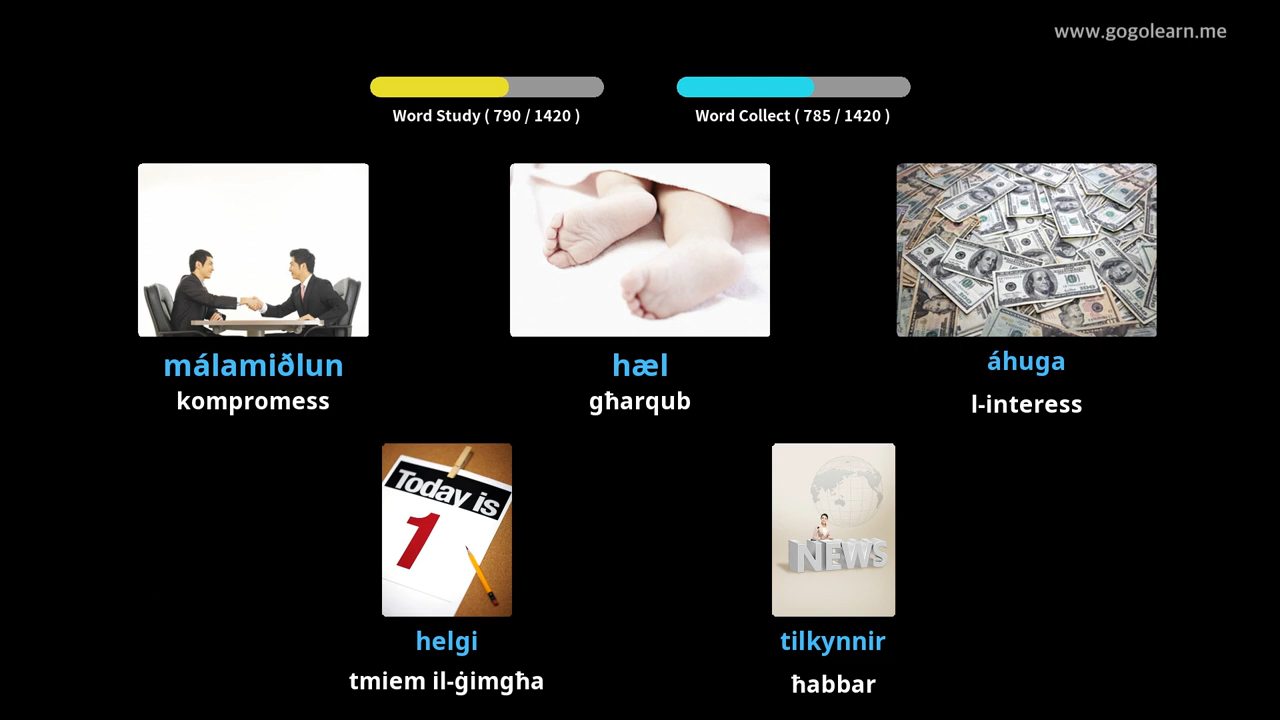 www.gogolearn.me
Word Study ( 790 / 1420 )
Word Collect ( 785 / 1420 )
málamiðlun
kompromess
hæl
għarqub
áhuga
l-interess
Today is
1
helgi
tmiem il-ġimgħa
NEWS
tilkynnir
ħabbar